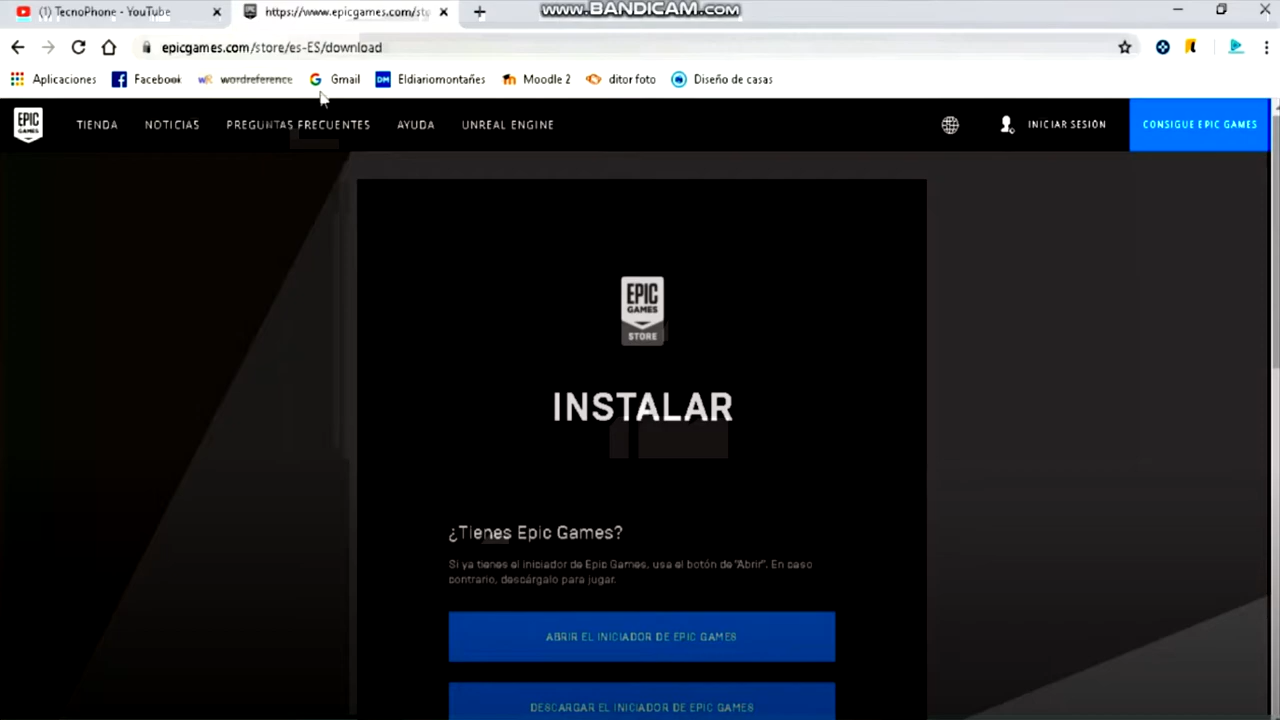 (1) TecnoPhone - YouTube
https://www.epicgames.com/sto
WWW.BANDICAM.COM
epicgames.com/store/es-ES/download
Aplicaciones
Facebook
wordreference
Gmail
Eldiariomontañes
Moodle 2
ditor foto
Diseño de casas
EPIC GAMES
TIENDA
NOTICIAS
PREGUNTAS FRECUENTES
AYUDA
UNREAL ENGINE
INICIAR SESIÓN
CONSIGUE EPIC GAMES
EPIC
GAMES
STORE
INSTALAR
¿Tienes Epic Games?
Si ya tienes el iniciador de Epic Games, usa el botón de "Abrir". En caso
contrario, descárgalo para jugar.
ABRIR EL INICIADOR DE EPIC GAMES
DESCARGAR EL INICIADOR DE EPIC GAMES